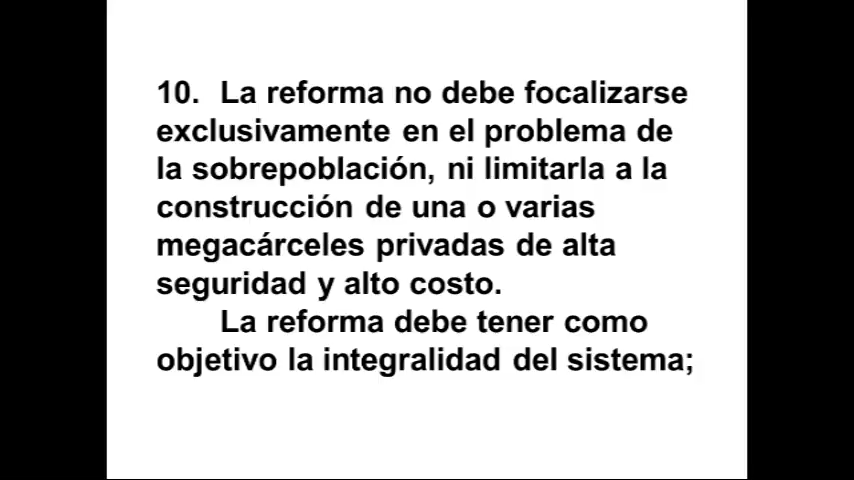 10. La reforma no debe focalizarse
exclusivamente en el problema de
la sobrepoblación, ni limitarla a la
construcción de una o varias
megacárceles privadas de alta
seguridad y alto costo.
La reforma debe tener como
objetivo la integralidad del sistema;